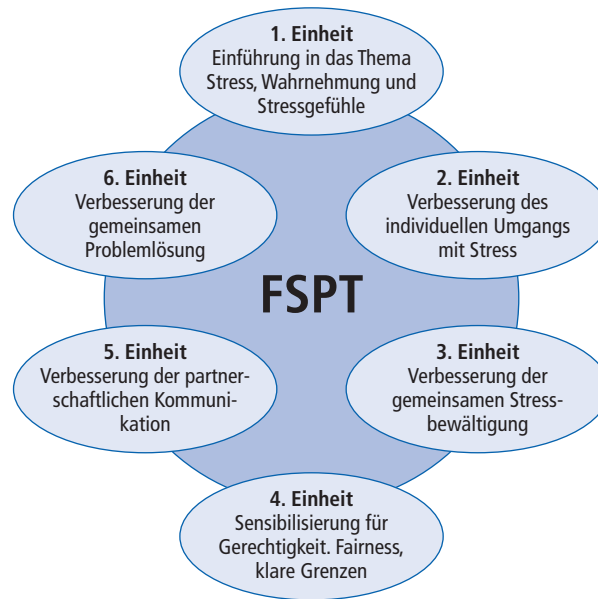 1. Einheit
Einführung in das Thema
Stress, Wahrnehmung und
Stressgefühle
6. Einheit
Verbesserung der
gemeinsamen
Problemlösung
2. Einheit
Verbesserung des
individuellen Umgangs
mit Stress
FSPT
5. Einheit
Verbesserung der partner-
schaftlichen Kommuni-
kation
3. Einheit
Verbesserung der
gemeinsamen Stress-
bewältigung
4. Einheit
Sensibilisierung für
Gerechtigkeit. Fairness,
klare Grenzen